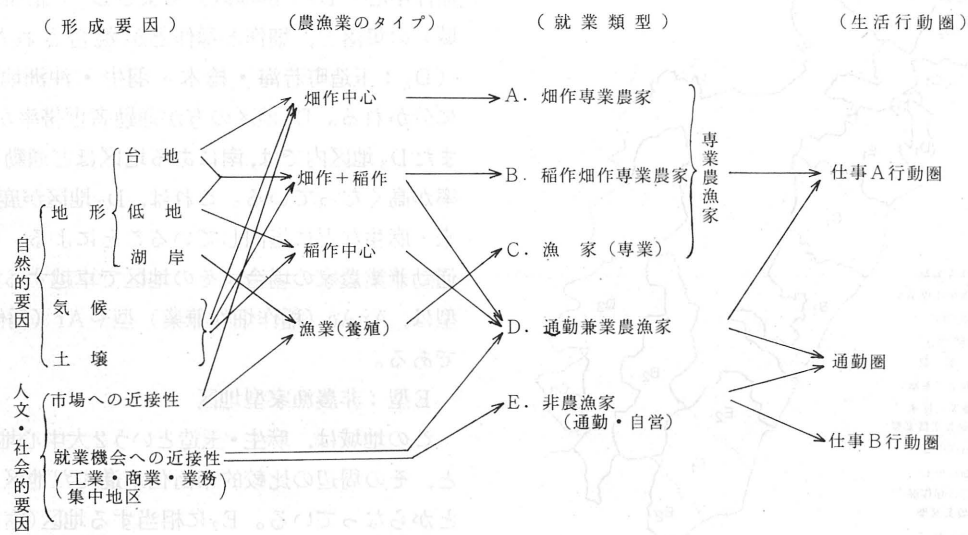 (形成要因)
(農漁業のタイプ)
(就業類型)
(生活行動圏)
畑作中心
A. 畑作専業農家
台地
畑作+稲作
B. 稲作畑作専業農家
専業農漁家
仕事A行動圏
地形
低地
自然的要因
湖岸
稲作中心
C. 漁家(専業)
気候
漁業(養殖)
D. 通勤兼業農漁家
土壌
通勤圏
人文・社会的要因
市場への近接性
E. 非農漁家
(通勤・自営)
就業機会への近接性
仕事B行動圏
(工業・商業・業務
集中地区)